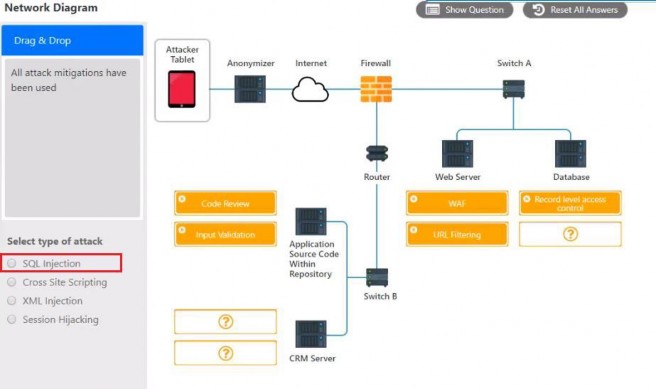 Network Diagram
Show Question
Reset All Answers
Drag & Drop
All attack mitigations have
been used
Attacker
Tablet
Anonymizer
Internet
Firewall
Switch A
Router
Web Server
Database
Code Review
WAF
Record level access
control
Input Validation
URL Filtering
?
Application
Source Code
Within
Repository
Switch B
Select type of attack
SQL Injection
Cross Site Scripting
XML Injection
Session Hijacking
?
?
CRM Server